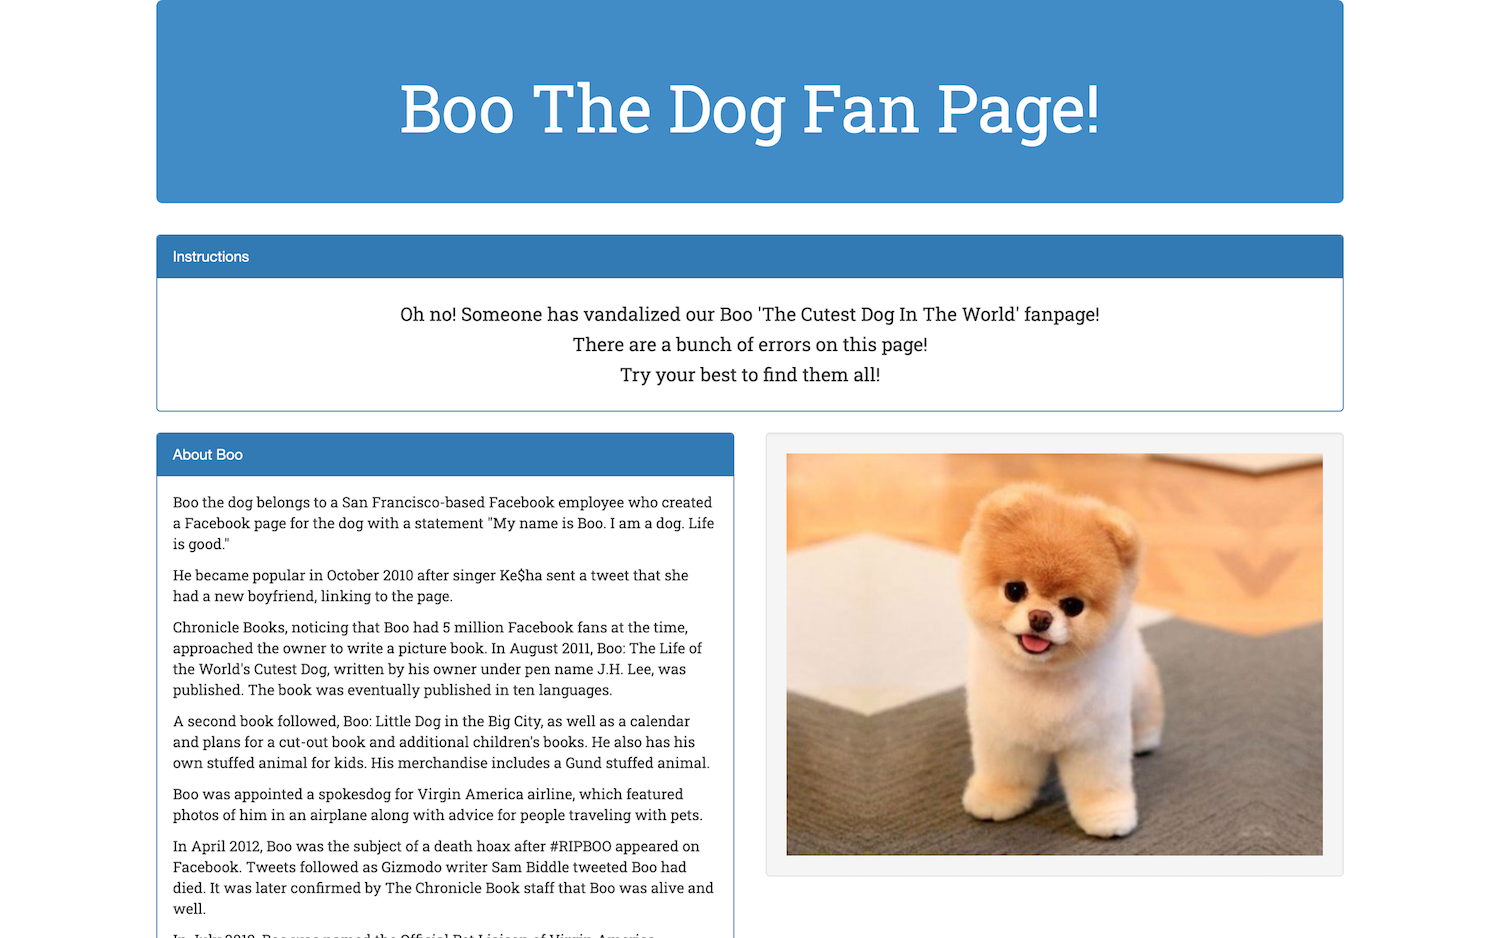 Boo The Dog Fan Page!
Instructions
Oh no! Someone has vandalized our Boo 'The Cutest Dog In The World' fanpage!
There are a bunch of errors on this page!
Try your best to find them all!
About Boo
Boo the dog belongs to a San Francisco-based Facebook employee who created
a Facebook page for the dog with a statement "My name is Boo. I am a dog. Life
is good."
He became popular in October 2010 after singer Ke$ha sent a tweet that she
had a new boyfriend, linking to the page.
Chronicle Books, noticing that Boo had 5 million Facebook fans at the time,
approached the owner to write a picture book. In August 2011, Boo: The Life of
the World's Cutest Dog, written by his owner under pen name J.H. Lee, was
published. The book was eventually published in ten languages.
A second book followed, Boo: Little Dog in the Big City, as well as a calendar
and plans for a cut-out book and additional children's books. He also has his
own stuffed animal for kids. His merchandise includes a Gund stuffed animal.
Boo was appointed a spokesdog for Virgin America airline, which featured
photos of him in an airplane along with advice for people traveling with pets.
In April 2012, Boo was the subject of a death hoax after #RIPBOO appeared on
Facebook. Tweets followed as Gizmodo writer Sam Biddle tweeted Boo had
died. It was later confirmed by The Chronicle Book staff that Boo was alive and
well.